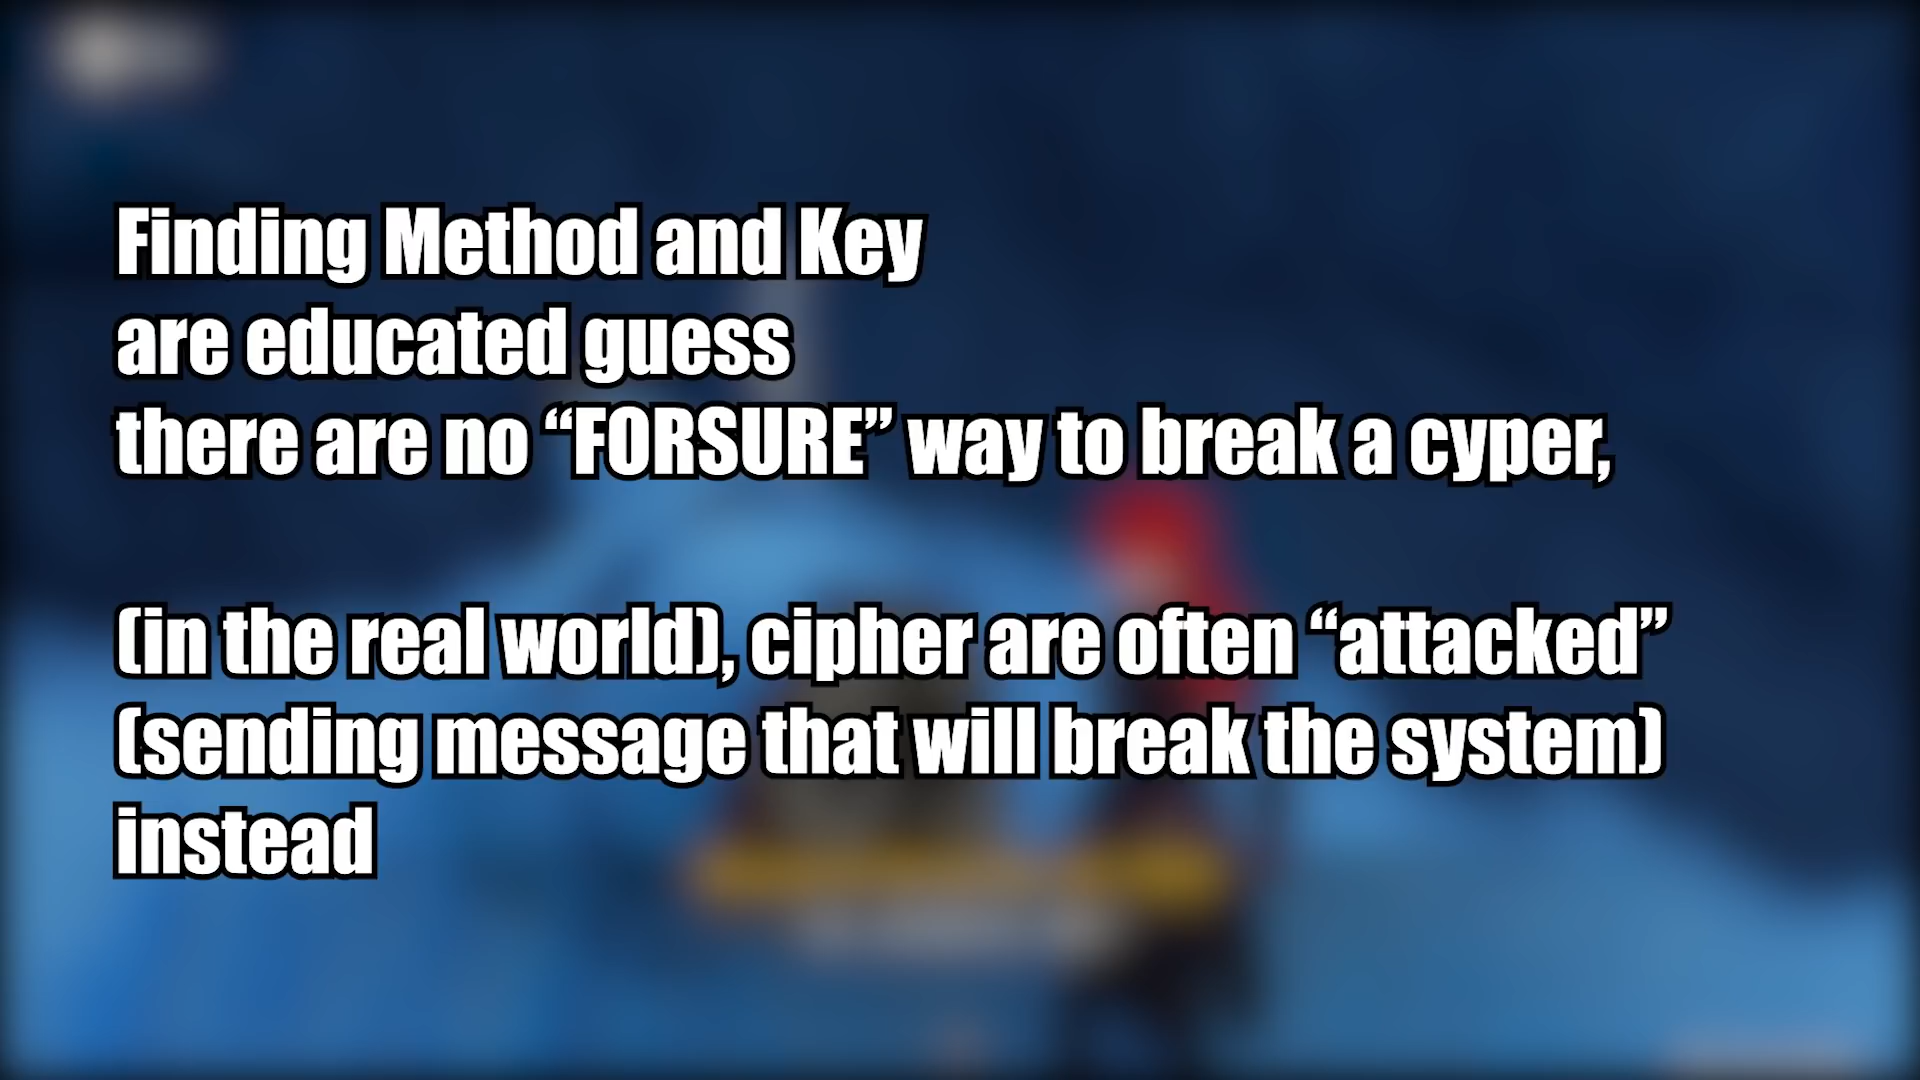 Finding Method and Key
are educated guess
there are no “FORSURE” way to break a cyper,
(in the real world), cipher are often “attacked”
(sending message that will break the system)
instead